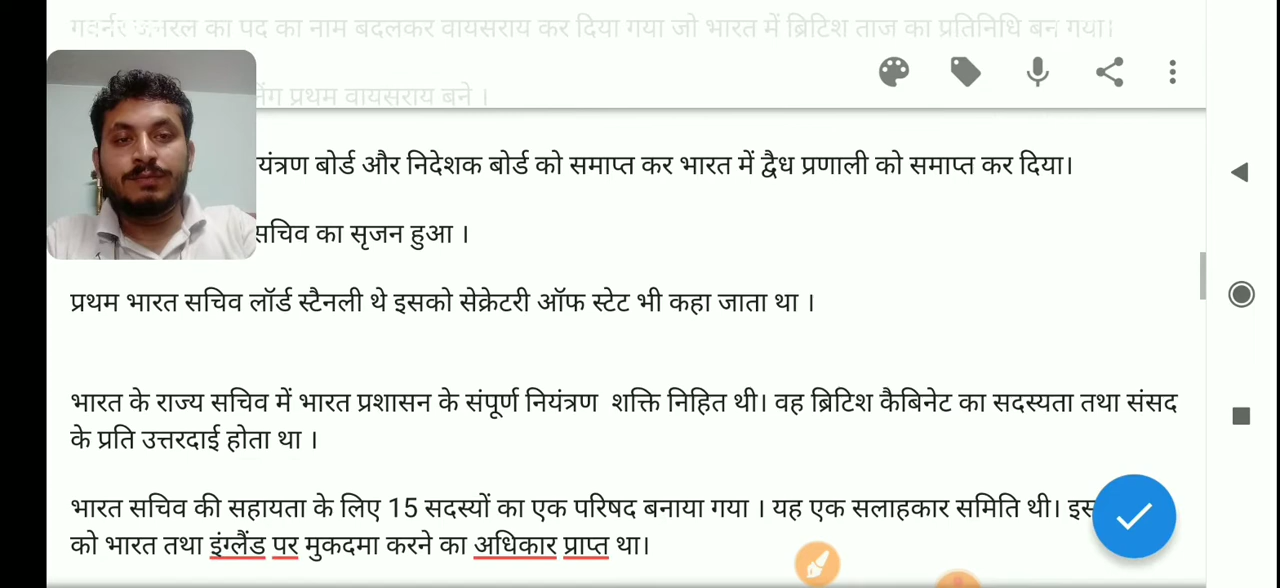 गवर्नर जनरल का पद का नाम बदलकर वायसराय कर दिया गया जो भारत में ब्रिटिश ताज का प्रतिनिधि बन गया।
प्रथम वायसराय बने ।
यंत्रण बोर्ड और निदेशक बोर्ड को समाप्त कर भारत में द्वैध प्रणाली को समाप्त कर दिया।
सचिव का सृजन हुआ ।
प्रथम भारत सचिव लॉर्ड स्टैनली थे इसको सेक्रेटरी ऑफ स्टेट भी कहा जाता था ।
भारत के राज्य सचिव में भारत प्रशासन के संपूर्ण नियंत्रण शक्ति निहित थी। वह ब्रिटिश कैबिनेट का सदस्यता तथा संसद
के प्रति उत्तरदाई होता था ।
भारत सचिव की सहायता के लिए 15 सदस्यों का एक परिषद बनाया गया । यह एक सलाहकार समिति थी। इस
को भारत तथा इंग्लैंड पर मुकदमा करने का अधिकार प्राप्त था।